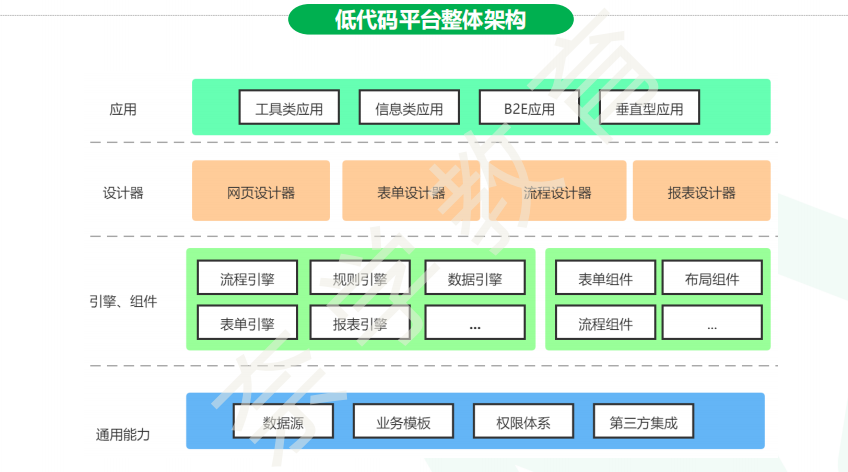 低代码平台整体架构
应用
工具类应用
信息类应用
B2E应用
垂直型应用
设计器
网页设计器
表单设计器
流程设计器
报表设计器
引擎、组件
流程引擎
规则引擎
数据引擎
表单组件
布局组件
表单引擎
报表引擎
...
流程组件
...
通用能力
数据源
业务模板
权限体系
第三方集成
奈学教育